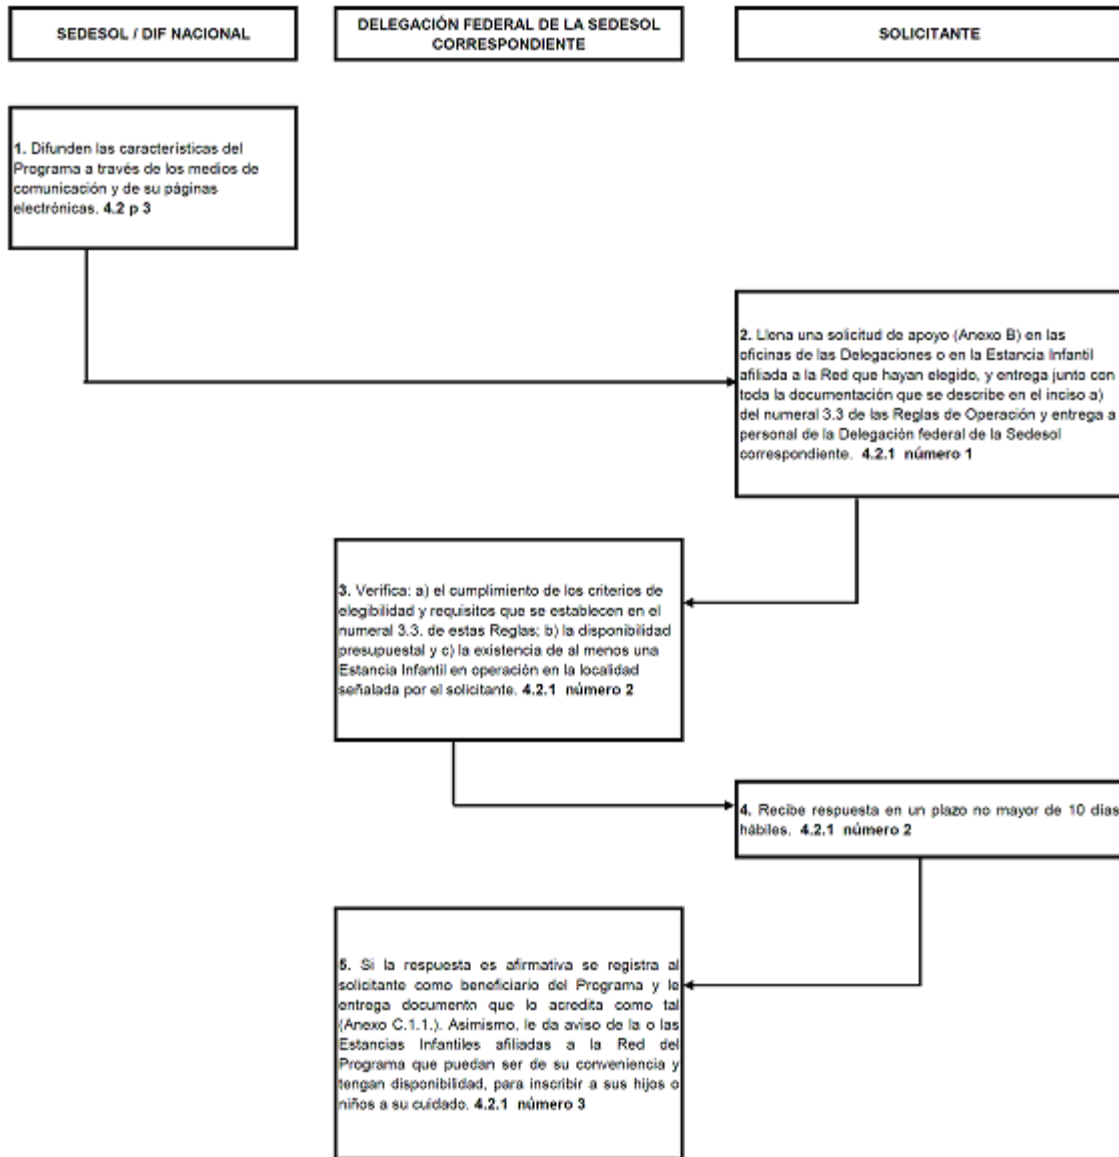 SEDESOL / DIF NACIONAL
DELEGACIÓN FEDERAL DE LA SEDESOL
CORRESPONDIENTE
SOLICITANTE
1. Difunden las características del
Programa a través de los medios de
comunicación y de su páginas
electrónicas. 4.2 p 3
2. Llena una solicitud de apoyo (Anexo B) en las
oficinas de las Delegaciones o en la Estancia Infantil
afiliada a la Red que hayan elegido, y entrega junto con
toda la documentación que se describe en el inciso a)
del numeral 3.3 de las Reglas de Operación y entrega a
personal de la Delegación federal de la Sedesol
correspondiente. 4.2.1 número 1
3. Verifica: a) el cumplimiento de los criterios de
elegibilidad y requisitos que se establecen en el
numeral 3.3. de estas Reglas; b) la disponibilidad
presupuestal y c) la existencia de al menos una
Estancia Infantil en operación en la localidad
señalada por el solicitante. 4.2.1 número 2
4. Recibe respuesta en un plazo no mayor de 10 días
hábiles. 4.2.1 número 2
5. Si la respuesta es afirmativa se registra al
solicitante como beneficiario del Programa y le
entrega documento que lo acredita como tal
(Anexo C.1.1.). Asimismo, le da aviso de la o las
Estancias Infantiles afiliadas a la Red del
Programa que puedan ser de su conveniencia y
tengan disponibilidad, para inscribir a sus hijos o
niños a su cuidado. 4.2.1 número 3